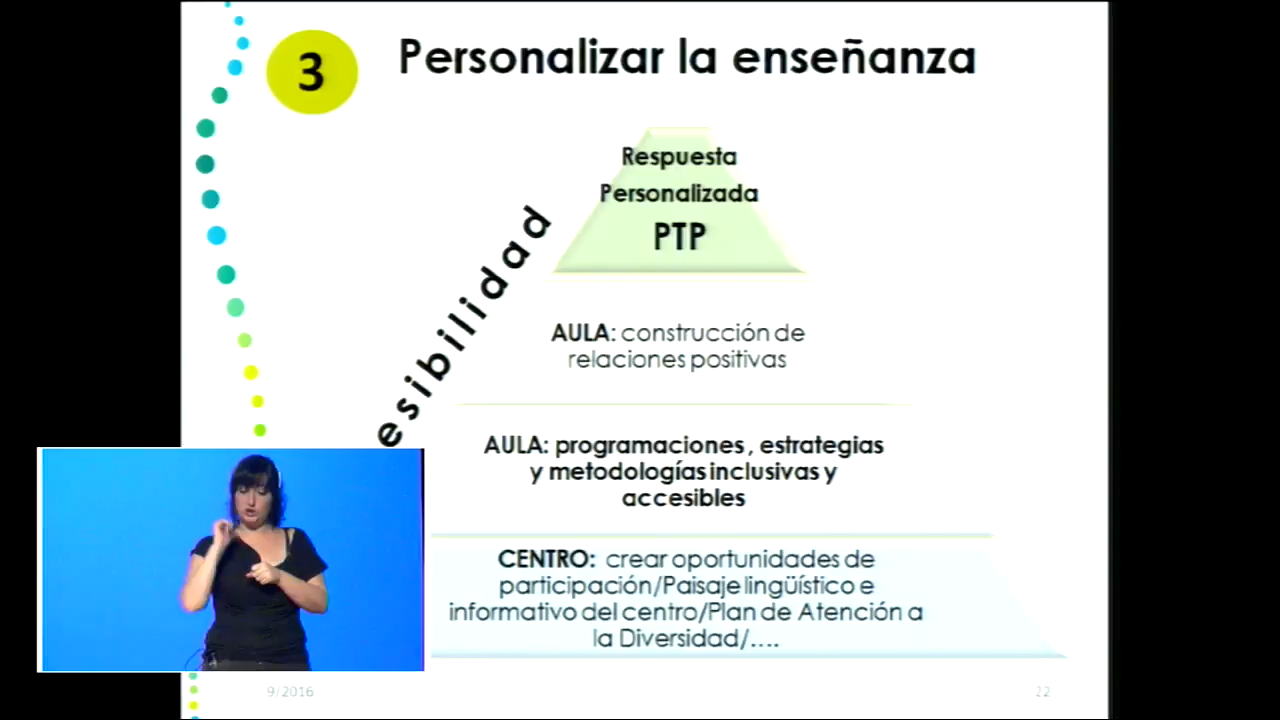 3
Personalizar la enseñanza
Respuesta
Personalizada
PTP
esibilidad
AULA: construcción de
relaciones positivas
AULA: programaciones, estrategias
y metodologías inclusivas y
accesibles
CENTRO: crear oportunidades de
participación/Paisaje lingüístico e
informativo del centro/Plan de Atención a
la Diversidad/....
9/2016
22